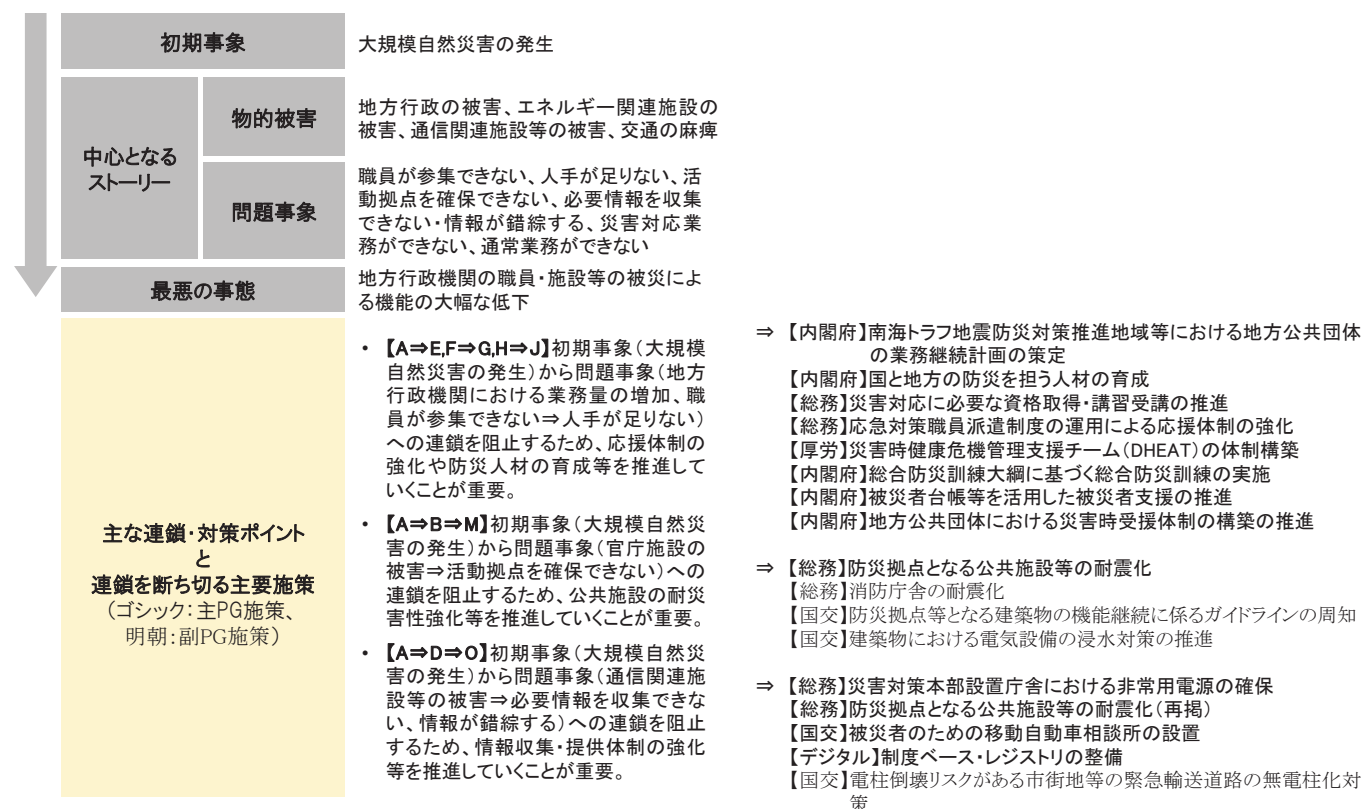 初期事象
大規模自然災害の発生
中心となる
ストーリー
物的被害
地方行政の被害、エネルギー関連施設の
被害、通信関連施設等の被害、交通の麻痺
問題事象
職員が参集できない、人手が足りない、活
動拠点を確保できない、必要情報を収集
できない・情報が錯綜する、災害対応業
務ができない、通常業務ができない
最悪の事態
地方行政機関の職員・施設等の被災によ
る機能の大幅な低下
主な連鎖・対策ポイント
と
連鎖を断ち切る主要施策
（ゴシック：主PG施策、
明朝：副PG施策）
・ 【A⇒E,F⇒G,H⇒J】初期事象（大規模
自然災害の発生）から問題事象（地方
行政機関における業務量の増加、職
員が参集できない⇒人手が足りない）
への連鎖を阻止するため、応援体制の
強化や防災人材の育成等を推進して
いくことが重要。
・ 【A⇒B⇒M】初期事象（大規模自然災
害の発生）から問題事象（官庁施設の
被害⇒活動拠点を確保できない）への
連鎖を阻止するため、公共施設の耐災
害性強化等を推進していくことが重要。
・ 【A⇒D⇒O】初期事象（大規模自然災
害の発生）から問題事象（通信関連施
設等の被害⇒必要情報を収集できな
い、情報が錯綜する）への連鎖を阻止
するため、情報収集・提供体制の強化
等を推進していくことが重要。
⇒ 【内閣府】南海トラフ地震防災対策推進地域等における地方公共団体
の業務継続計画の策定
【内閣府】国と地方の防災を担う人材の育成
【総務】災害対応に必要な資格取得・講習受講の推進
【総務】応急対策職員派遣制度の運用による応援体制の強化
【厚労】災害時健康危機管理支援チーム（DHEAT）の体制構築
【内閣府】総合防災訓練大綱に基づく総合防災訓練の実施
【内閣府】被災者台帳等を活用した被災者支援の推進
【内閣府】地方公共団体における災害時受援体制の構築の推進
⇒ 【総務】防災拠点となる公共施設等の耐震化
【総務】消防庁舎の耐震化
【国交】防災拠点等となる建築物の機能継続に係るガイドラインの周知
【国交】建築物における電気設備の浸水対策の推進
⇒ 【総務】災害対策本部設置庁舎における非常用電源の確保
【総務】防災拠点となる公共施設等の耐震化（再掲）
【国交】被災者のための移動自動車相談所の設置
【デジタル】制度ベース・レジストリの整備
【国交】電柱倒壊リスクがある市街地等の緊急輸送道路の無電柱化対
策